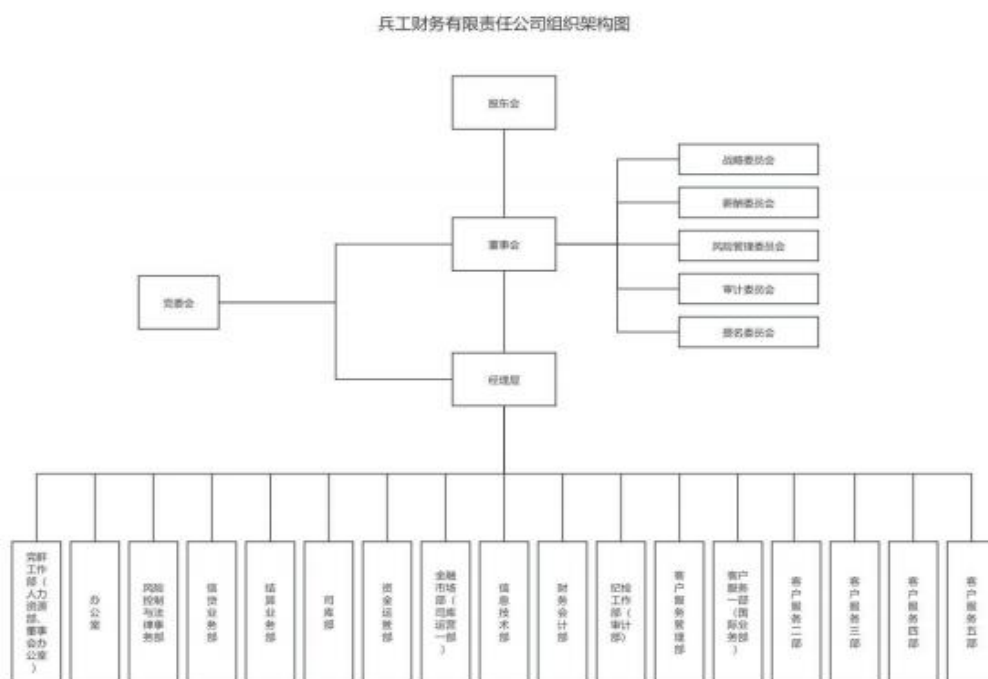 兵工财务有限责任公司组织架构图
股东会
战略委员会
薪酬委员会
董事会
风险管理委员会
审计委员会
党委会
提名委员会
经理层
党群
工作
部（
人力
资源
部、
董事
会办
公室
）
办公室
风险
控制
与法
律事
务部
信贷业务部
结算业务部
司库部
资金运营部
金融
市场
部（
司库
运营
一部
）
信息技术部
财务会计部
纪检
工作
部（
审计
部）
客户服务管理部
客户
服务
一部
（国
际业
务部
）
客户服务二部
客户服务三部
客户服务四部
客户服务五部